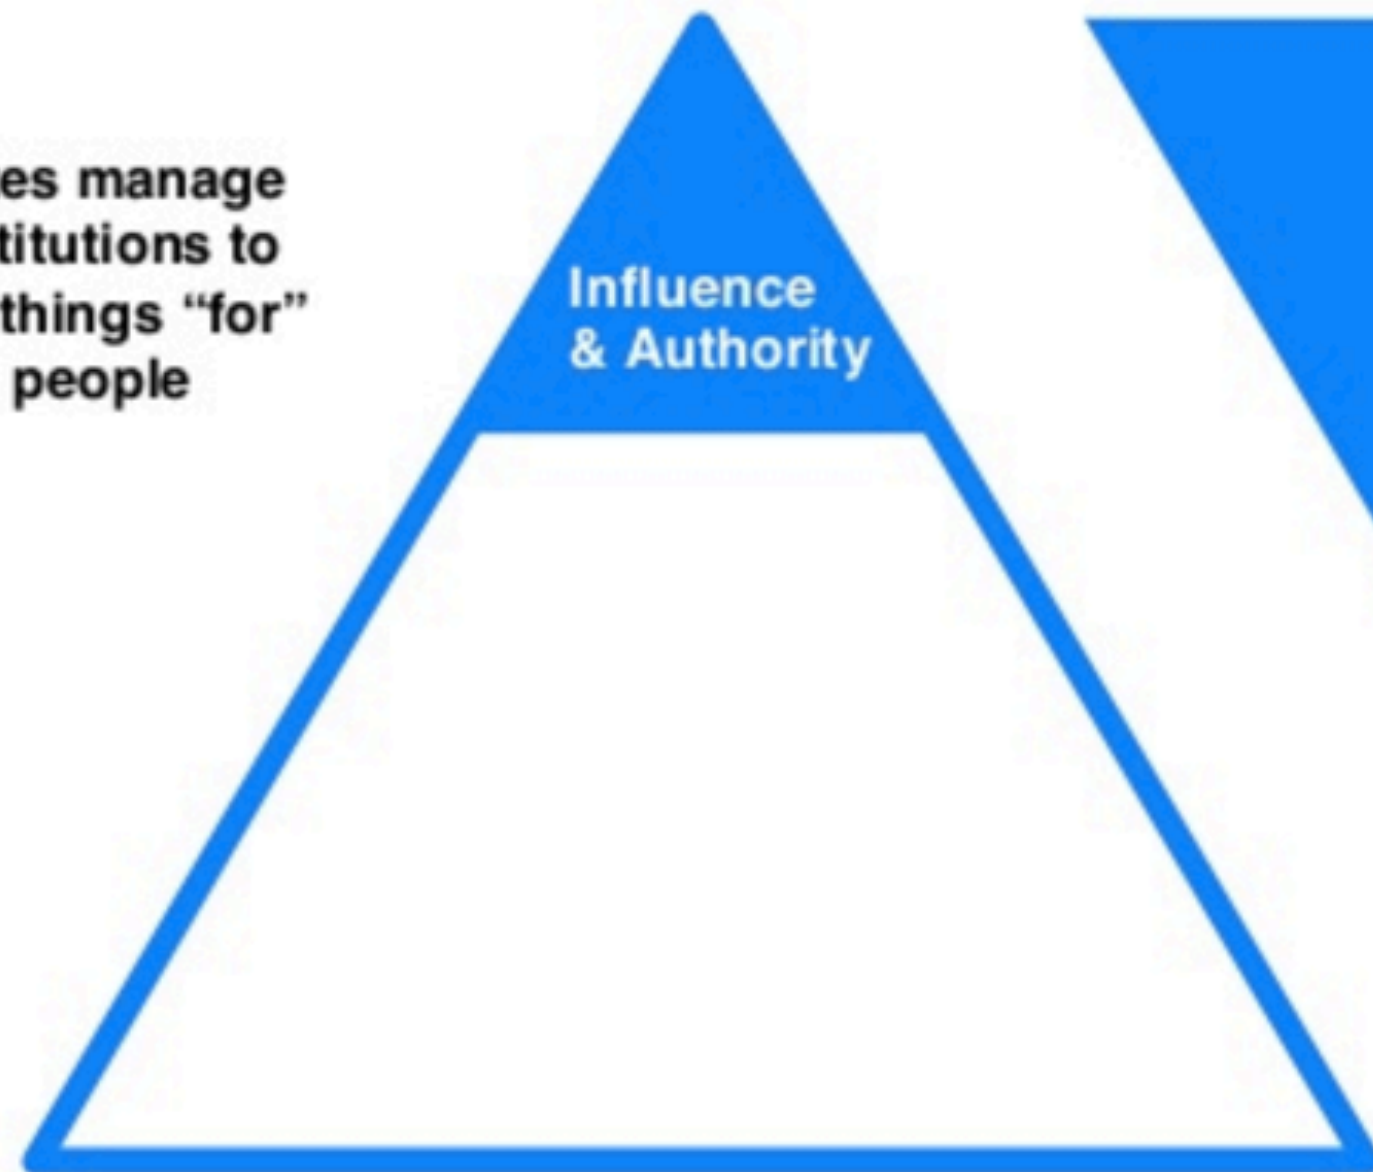 es manage
titutions to
things “for”
people
Influence
& Authority